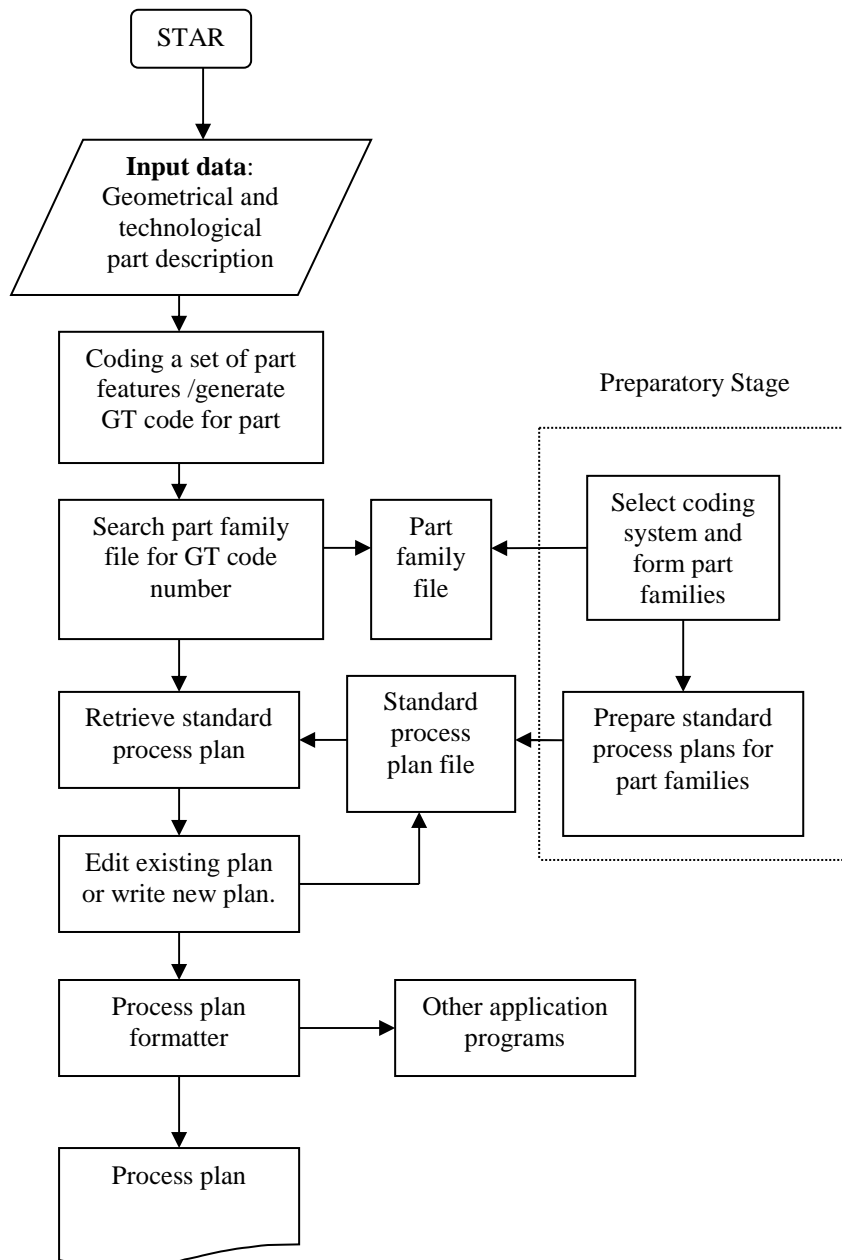 STAR
Input data:
Geometrical and
technological
part description
Coding a set of part
features /generate
GT code for part
Preparatory Stage
Search part family
file for GT code
number
Part
family
file
Select coding
system and
form part
families
Retrieve standard
process plan
Standard
process
plan file
Prepare standard
process plans for
part families
Edit existing plan
or write new plan.
Process plan
formatter
Other application
programs
Process plan